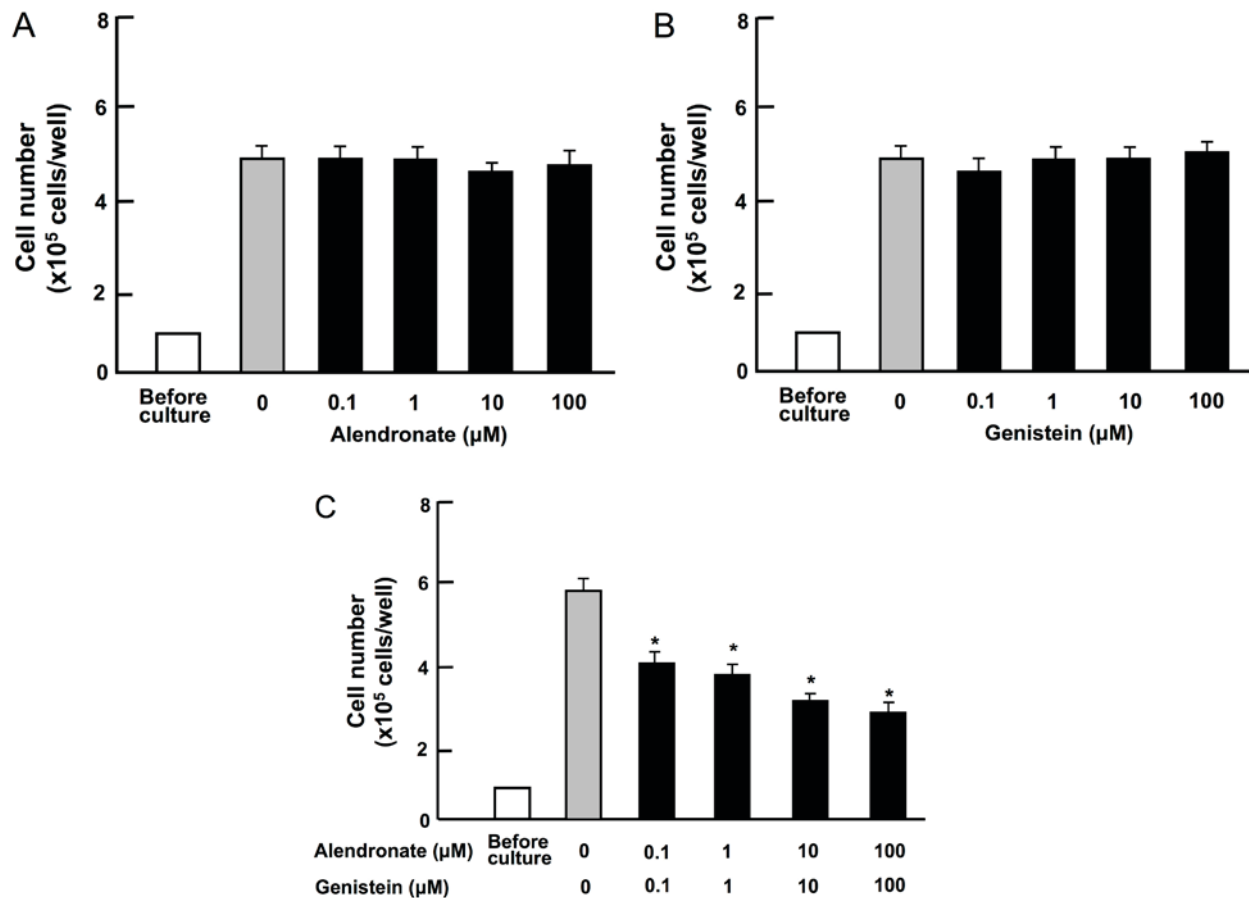 A
8
6
4
2
0
Cell number
(x10⁵ cells/well)
Before
culture
0 0.1 1 10 100
Alendronate (µM)
B
8
6
4
2
0
Cell number
(x10⁵ cells/well)
Before
culture
0 0.1 1 10 100
Genistein (µM)
C
8
6
4
2
0
Cell number
(x10⁵ cells/well)
* * * *
Before
culture
Alendronate (µM) 0 0.1 1 10 100
Genistein (µM) 0 0.1 1 10 100